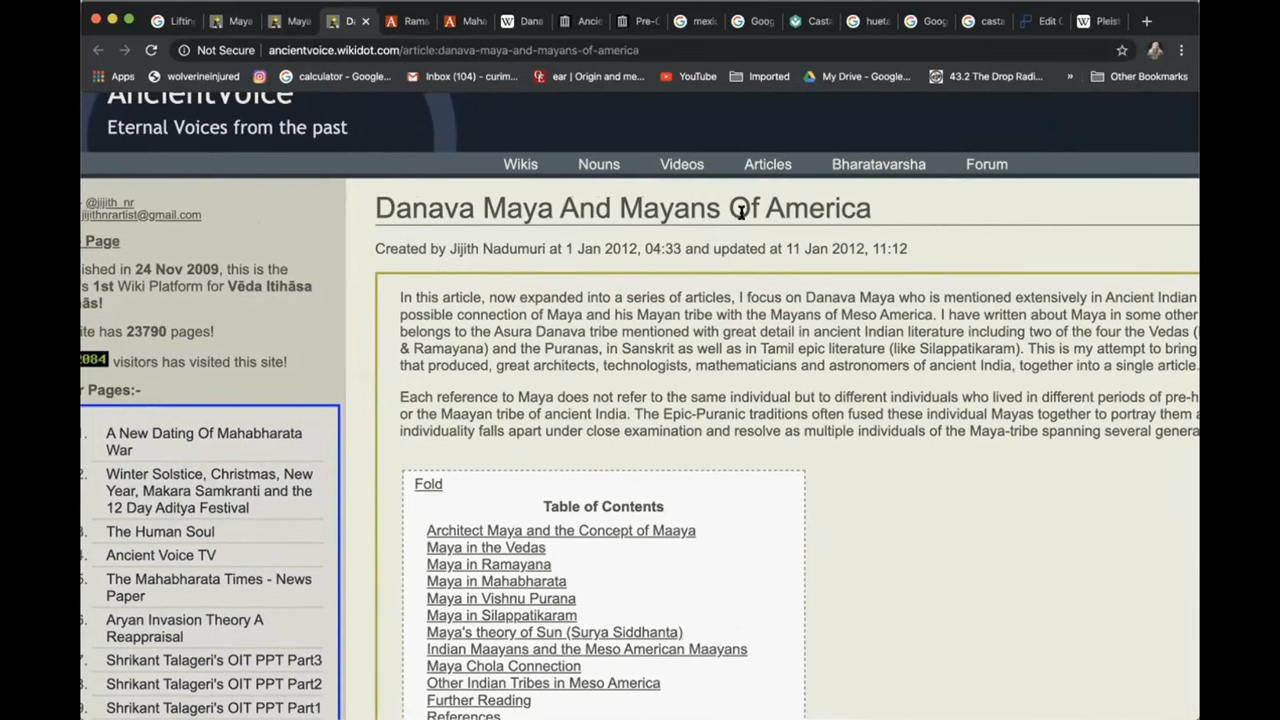 Liftin
Maya
Maya
Da
Rama
Maha
Dana
Ancie
Pre-C
mexic
Goog
Casta
hueta
Goog
casta
Edit C
Pleist
Not Secure
ancientvoice.wikidot.com/article:danava-maya-and-mayans-of-america
Apps
wolverineinjured
calculator - Google...
Inbox (104) - curim...
ear | Origin and me...
YouTube
Imported
My Drive - Google...
43.2 The Drop Radi...
»
Other Bookmarks
AncientVoice
Eternal Voices from the past
Wikis
Nouns
Videos
Articles
Bharatavarsha
Forum
@jijith_nr
jijithnrartist@gmail.com
Page
ished in 24 Nov 2009, this is the
's 1st Wiki Platform for Vēda Itihāsa
ās!
ite has 23790 pages!
2084 visitors has visited this site!
r Pages:-
A New Dating Of Mahabharata
War
Winter Solstice, Christmas, New
Year, Makara Samkranti and the
12 Day Aditya Festival
The Human Soul
Ancient Voice TV
The Mahabharata Times - News
Paper
Aryan Invasion Theory A
Reappraisal
Shrikant Talageri's OIT PPT Part3
Shrikant Talageri's OIT PPT Part2
Shrikant Talageri's OIT PPT Part1
Danava Maya And Mayans Of America
Created by Jijith Nadumuri at 1 Jan 2012, 04:33 and updated at 11 Jan 2012, 11:12
In this article, now expanded into a series of articles, I focus on Danava Maya who is mentioned extensively in Ancient Indian
possible connection of Maya and his Mayan tribe with the Mayans of Meso America. I have written about Maya in some other
belongs to the Asura Danava tribe mentioned with great detail in ancient Indian literature including two of the four the Vedas (
& Ramayana) and the Puranas, in Sanskrit as well as in Tamil epic literature (like Silappatikaram). This is my attempt to bring
that produced, great architects, technologists, mathematicians and astronomers of ancient India, together into a single article.
Each reference to Maya does not refer to the same individual but to different individuals who lived in different periods of pre-h
or the Maayan tribe of ancient India. The Epic-Puranic traditions often fused these individual Mayas together to portray them a
individuality falls apart under close examination and resolve as multiple individuals of the Maya-tribe spanning several genera
Fold
Table of Contents
Architect Maya and the Concept of Maaya
Maya in the Vedas
Maya in Ramayana
Maya in Mahabharata
Maya in Vishnu Purana
Maya in Silappatikaram
Maya's theory of Sun (Surya Siddhanta)
Indian Maayans and the Meso American Maayans
Maya Chola Connection
Other Indian Tribes in Meso America
Further Reading
References